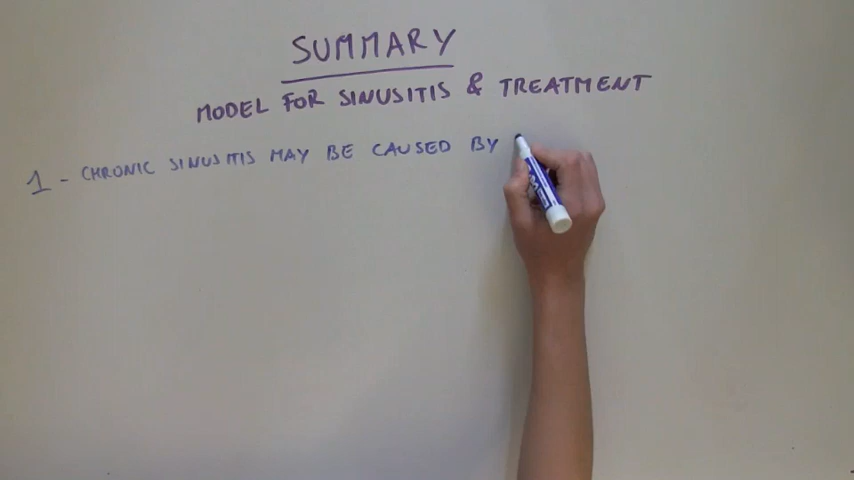 SUMMARY
MODEL FOR SINUSITIS & TREATMENT
1 - CHRONIC SINUSITIS MAY BE CAUSED BY